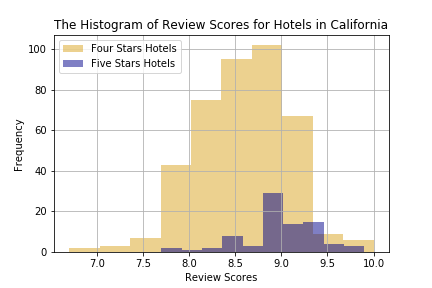 The Histogram of Review Scores for Hotels in California
Four Stars Hotels
Five Stars Hotels
Frequency
100
80
60
40
20
0
7.0 7.5 8.0 8.5 9.0 9.5 10.0
Review Scores